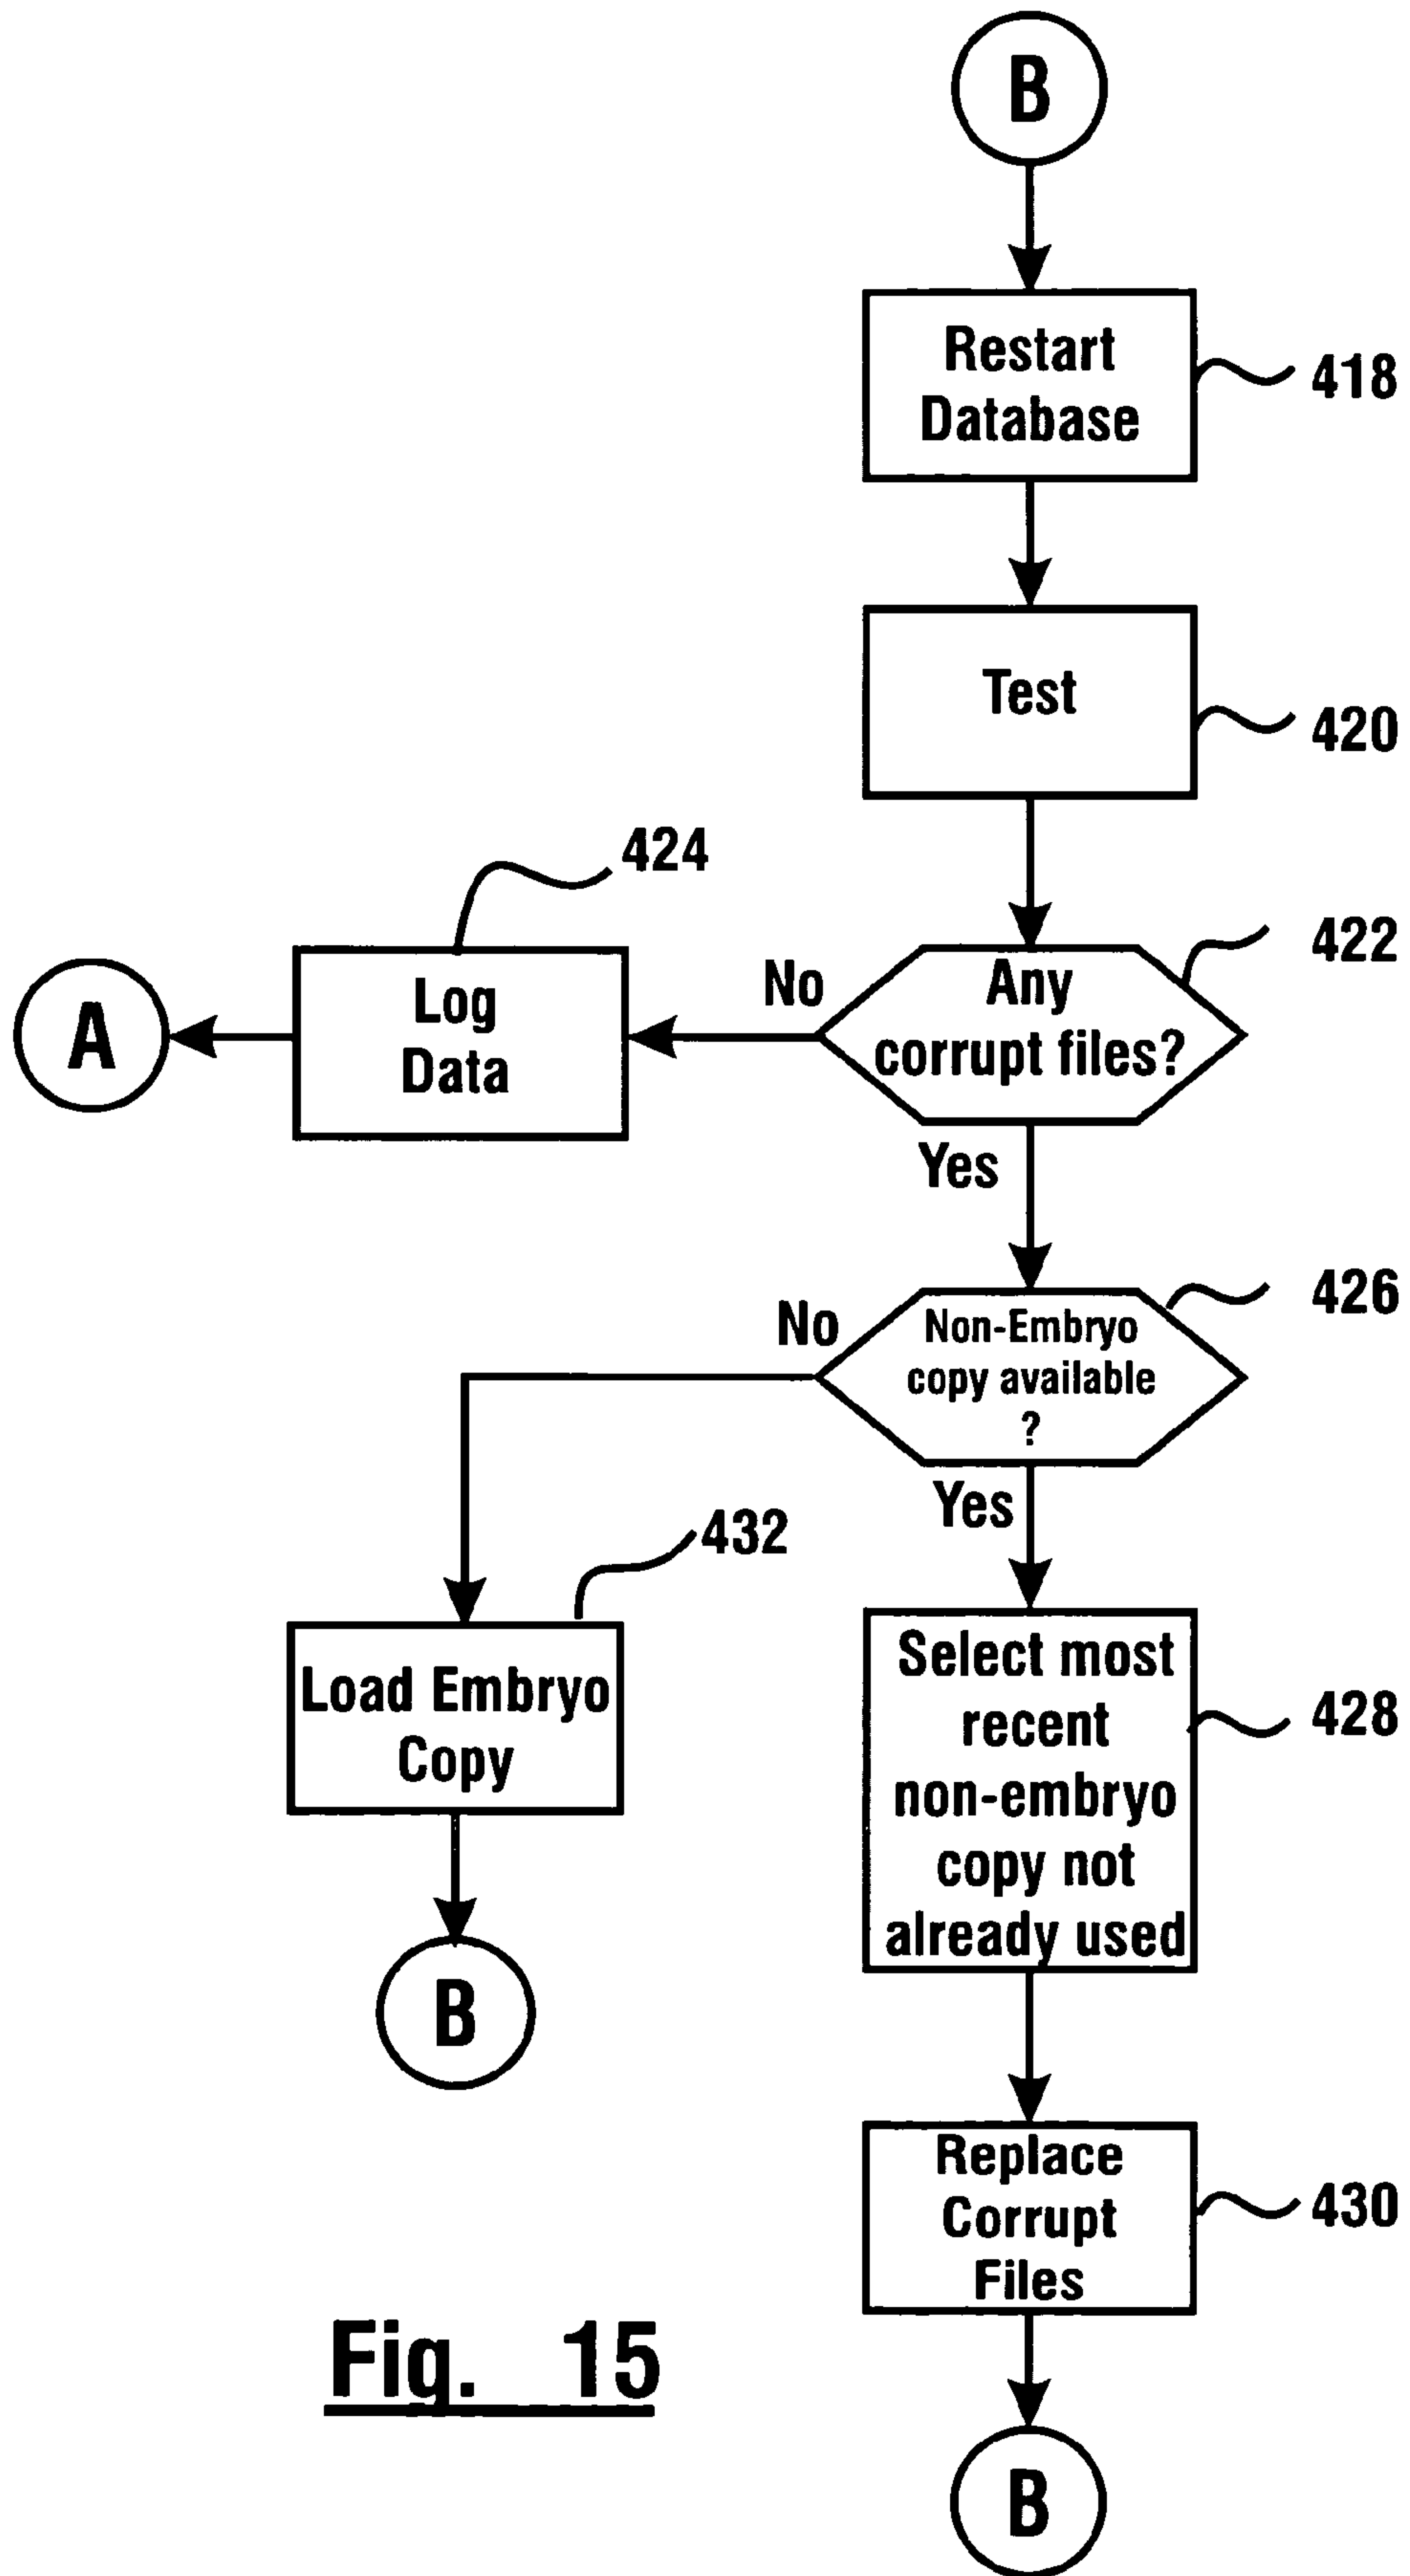 B
Restart
Database
418
Test
420
424
422
No
Any
corrupt files?
Log
Data
A
Yes
426
No
Non-Embryo
copy available
?
Yes
432
Load Embryo
Copy
Select most
recent
non-embryo
copy not
already used
428
B
Replace
Corrupt
Files
430
Fig. 15
B